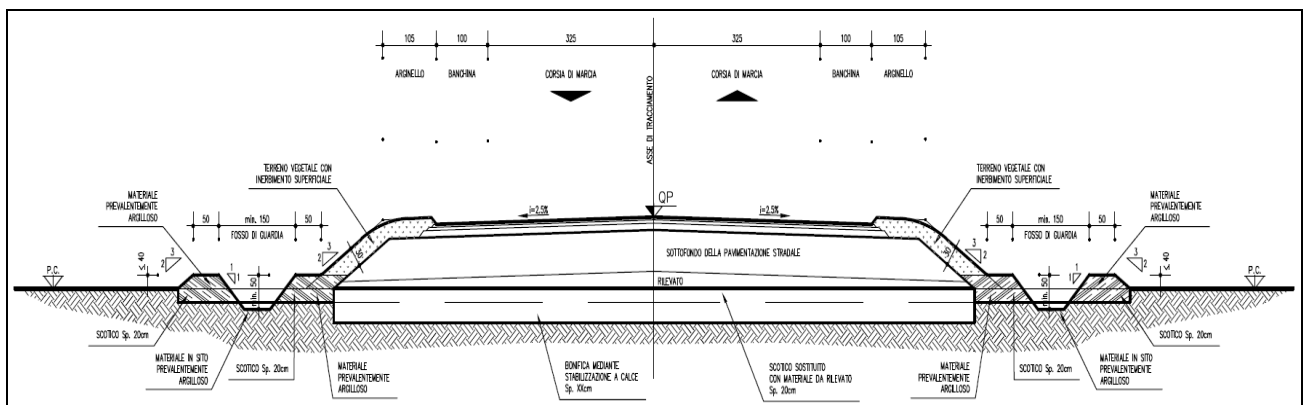 105 100 325 325 100 105
ARGINELLO BANCHINA CORSIA DI MARCIA CORSIA DI MARCIA BANCHINA ARGINELLO
ASSE DI TRACCIAMENTO
TERRENO VEGETALE CON
INERBIMENTO SUPERFICIALE
TERRENO VEGETALE CON
INERBIMENTO SUPERFICIALE
MATERIALE
PREVALENTEMENTE
ARGILLOSO
MATERIALE
PREVALENTEMENTE
ARGILLOSO
QP
i=2.5% i=2.5%
50 min. 150 50
FOSSO DI GUARDIA
50 min. 150 50
FOSSO DI GUARDIA
3
2
3
2
3
2
3
2
1
1
1
1
≤ 40
≤ 40
min. 50
min. 50
P.C.
P.C.
SOTTOFONDO DELLA PAVIMENTAZIONE STRADALE
RILEVATO
SCOTICO Sp. 20cm
MATERIALE IN SITO
PREVALENTEMENTE
ARGILLOSO
SCOTICO Sp. 20cm
MATERIALE
PREVALENTEMENTE
ARGILLOSO
BONIFICA MEDIANTE
STABILIZZAZIONE A CALCE
Sp. XXcm
SCOTICO SOSTITUITO
CON MATERIALE DA RILEVATO
Sp. 20cm
MATERIALE
PREVALENTEMENTE
ARGILLOSO
SCOTICO Sp. 20cm
MATERIALE IN SITO
PREVALENTEMENTE
ARGILLOSO
SCOTICO Sp. 20cm